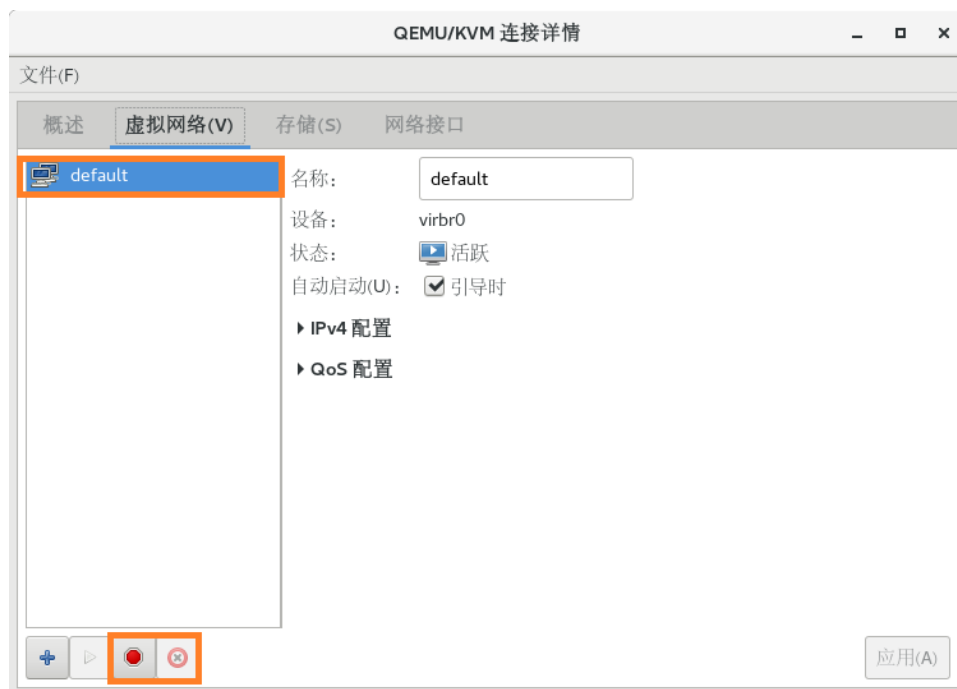 QEMU/KVM 连接详情
文件(F)
概述 虚拟网络(V) 存储(S) 网络接口
default
名称： default
设备： virbr0
状态： 活跃
自动启动(U)： 引导时
IPv4 配置
QoS 配置
应用(A)